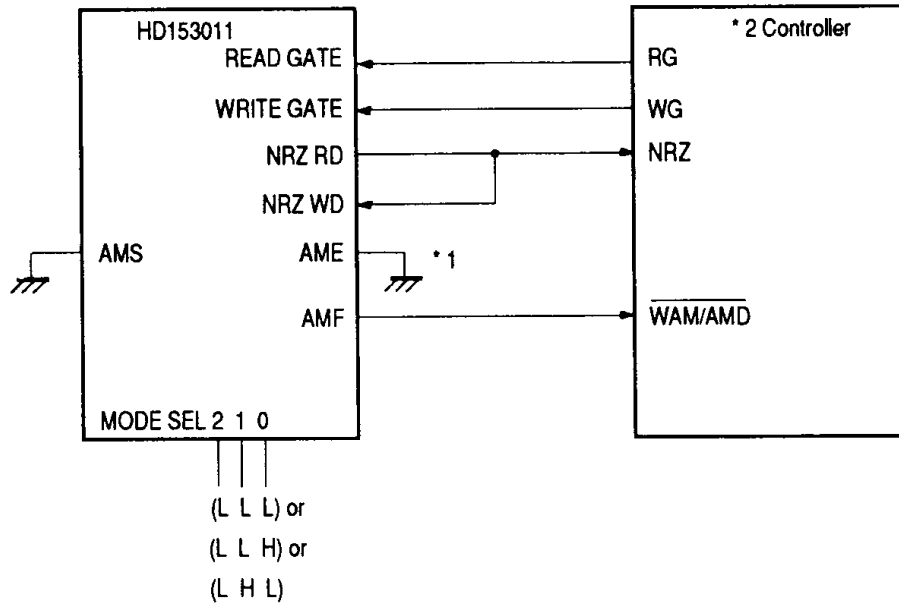 HD153011
READ GATE
WRITE GATE
NRZ RD
NRZ WD
AMS
AME
* 1
AMF
MODE SEL 2 1 0
(L L L) or
(L L H) or
(L H L)
* 2 Controller
RG
WG
NRZ
WAM/AMD